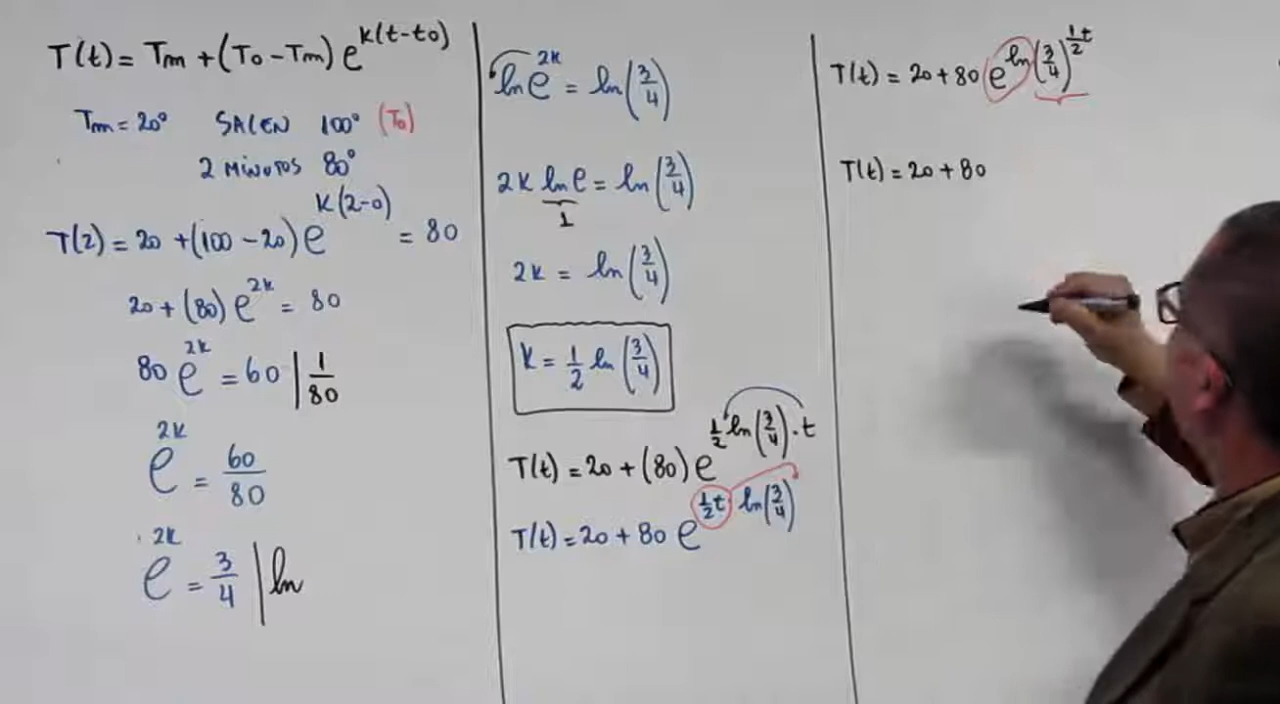 T(t) = Tm + (To - Tm) e^k(t-to)
Tm = 20° SALEN 100° (To)
2 MINUTOS 80°
T(2) = 20 + (100 - 20) e^k(2-0) = 80
20 + (80) e^2k = 80
80 e^2k = 60 | 1/80
e^2k = 60/80
e^2k = 3/4 | ln
ln e^2k = ln(3/4)
2k ln e = ln(3/4)
1
2k = ln(3/4)
k = 1/2 ln(3/4)
T(t) = 20 + (80) e^1/2 ln(3/4)·t
T(t) = 20 + 80 e^1/2t ln(3/4)
T(t) = 20 + 80 e^ln(3/4)^1/2t
T(t) = 20 + 80